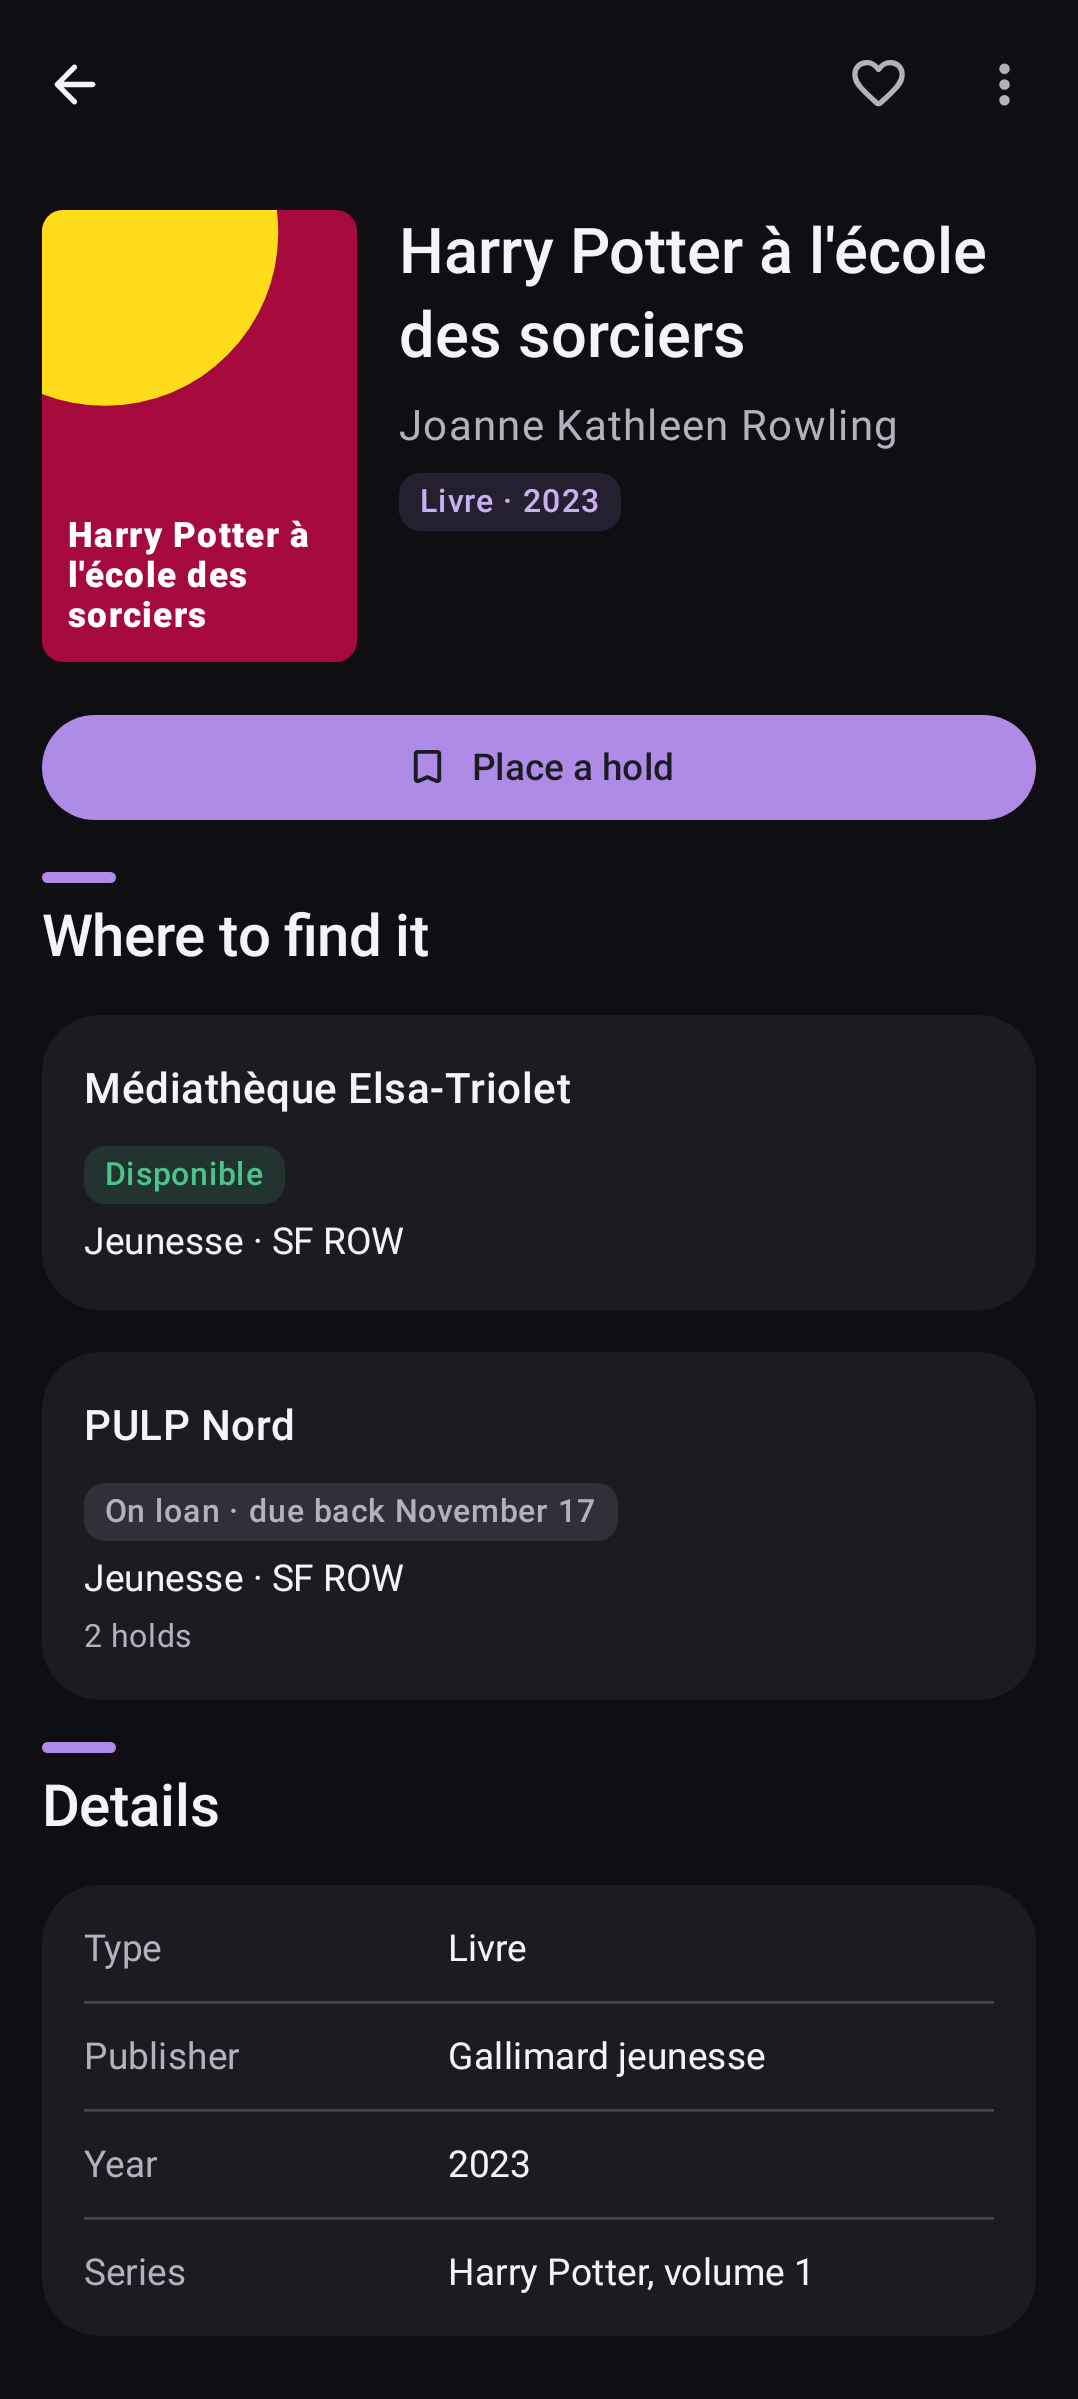 Harry Potter à l'école
des sorciers
Joanne Kathleen Rowling
Livre · 2023
Harry Potter à
l'école des
sorciers
Place a hold
Where to find it
Médiathèque Elsa-Triolet
Disponible
Jeunesse · SF ROW
PULP Nord
On loan · due back November 17
Jeunesse · SF ROW
2 holds
Details
Type Livre
Publisher Gallimard jeunesse
Year 2023
Series Harry Potter, volume 1